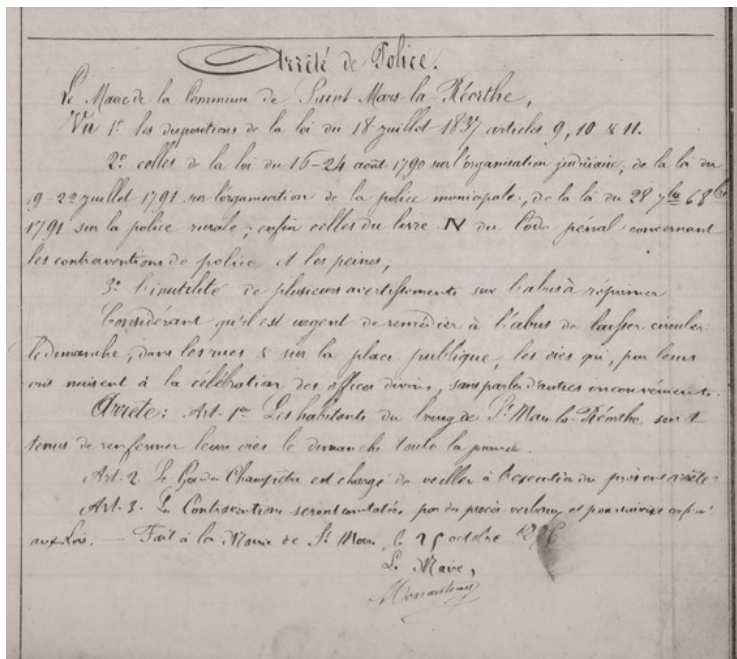 Arrêté de Police.
Le Maire de la Commune de Saint Mars la Réorthe,
Vu 1º les dispositions de la loi du 18 juillet 1837 articles 9, 10 & 11.
2º celles de la loi du 16-24 août 1790 sur l'organisation judiciaire, de la loi du
19-22 juillet 1791 sur l'organisation de la police municipale, de la loi du 28 7bre 6 8bre
1791 sur la police rurale; enfin celles du livre IV du Code pénal concernant
les contraventions de police et les peines,
3º l'inutilité de plusieurs avertissements sur l'abus à réprimer
Considérant qu'il est urgent de remédier à l'abus de laisser circuler
le dimanche, dans les rues & sur la place publique, les oies qui, par leurs
cris nuisent à la célébration des offices divins, sans parler d'autres inconvénients.
Arrête: Art. 1er Les habitants du bourg de St Mars-la-Réorthe sont
tenus de renfermer leurs oies le dimanche toute la journée.
Art. 2. Le Garde Champêtre est chargé de veiller à l'exécution du présent arrêté.
Art. 3. Les Contraventions seront constatées par des procès verbaux et poursuivies
aux lois. — Fait à la Mairie de St Mars, le 25 octobre
Le Maire,